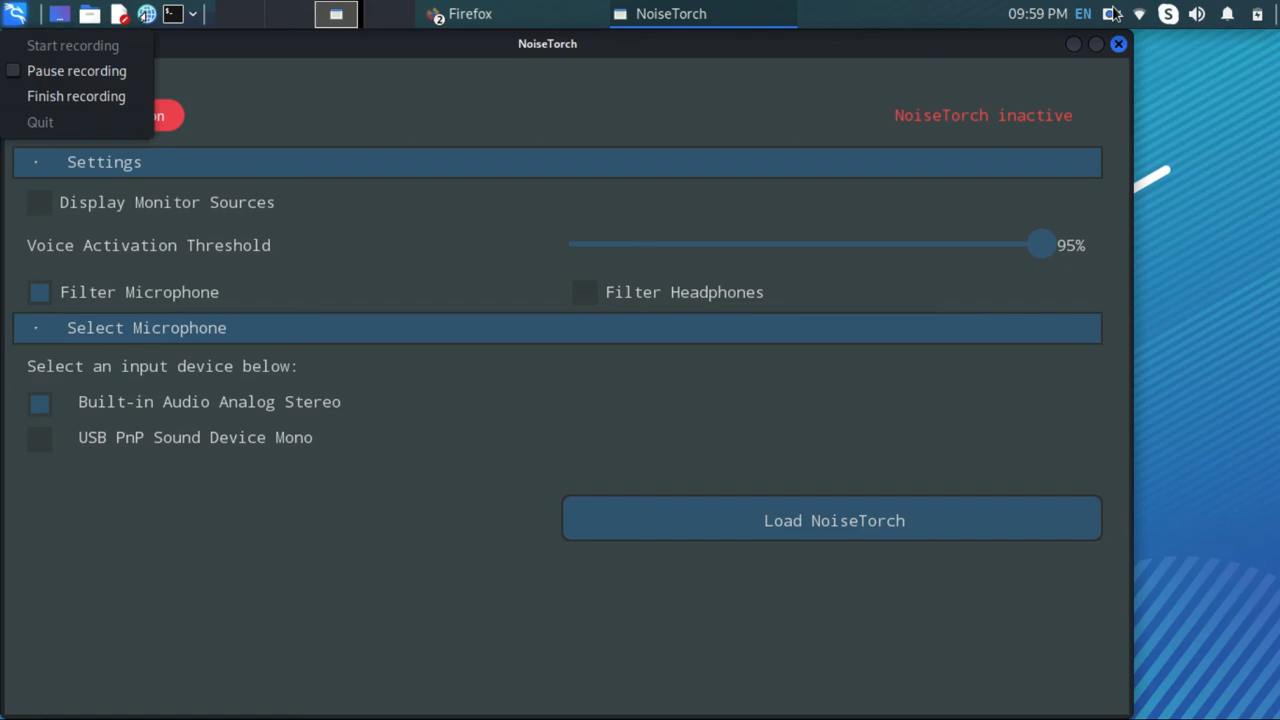 Firefox
2
NoiseTorch
09:59 PM EN
NoiseTorch
Start recording
Pause recording
Finish recording
Quit
on
NoiseTorch inactive
Settings
Display Monitor Sources
Voice Activation Threshold 95%
Filter Microphone Filter Headphones
Select Microphone
Select an input device below:
Built-in Audio Analog Stereo
USB PnP Sound Device Mono
Load NoiseTorch